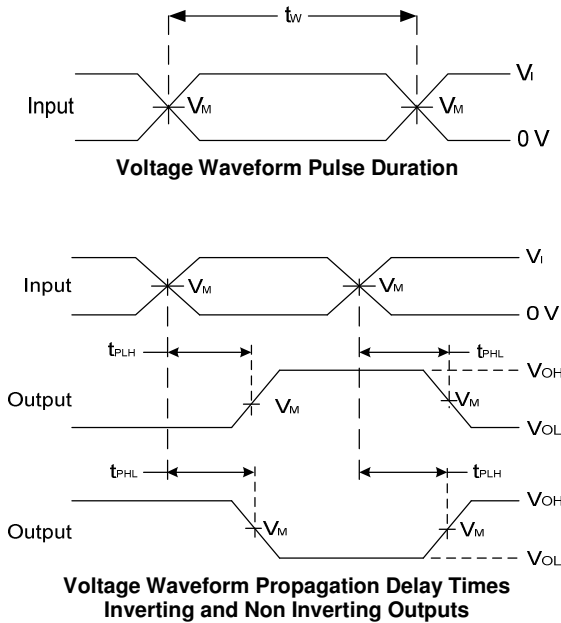 tW
VI
Input VM VM
0 V
Voltage Waveform Pulse Duration
VI
Input VM VM
0 V
tPLH tPHL
VOH
Output VM VM
VOL
tPHL tPLH
VOH
Output VM VM
VOL
Voltage Waveform Propagation Delay Times
Inverting and Non Inverting Outputs